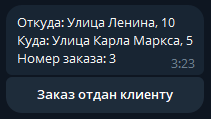 Откуда: Улица Ленина, 10
Куда: Улица Карла Маркса, 5
Номер заказа: 3
3:23
Заказ отдан клиенту